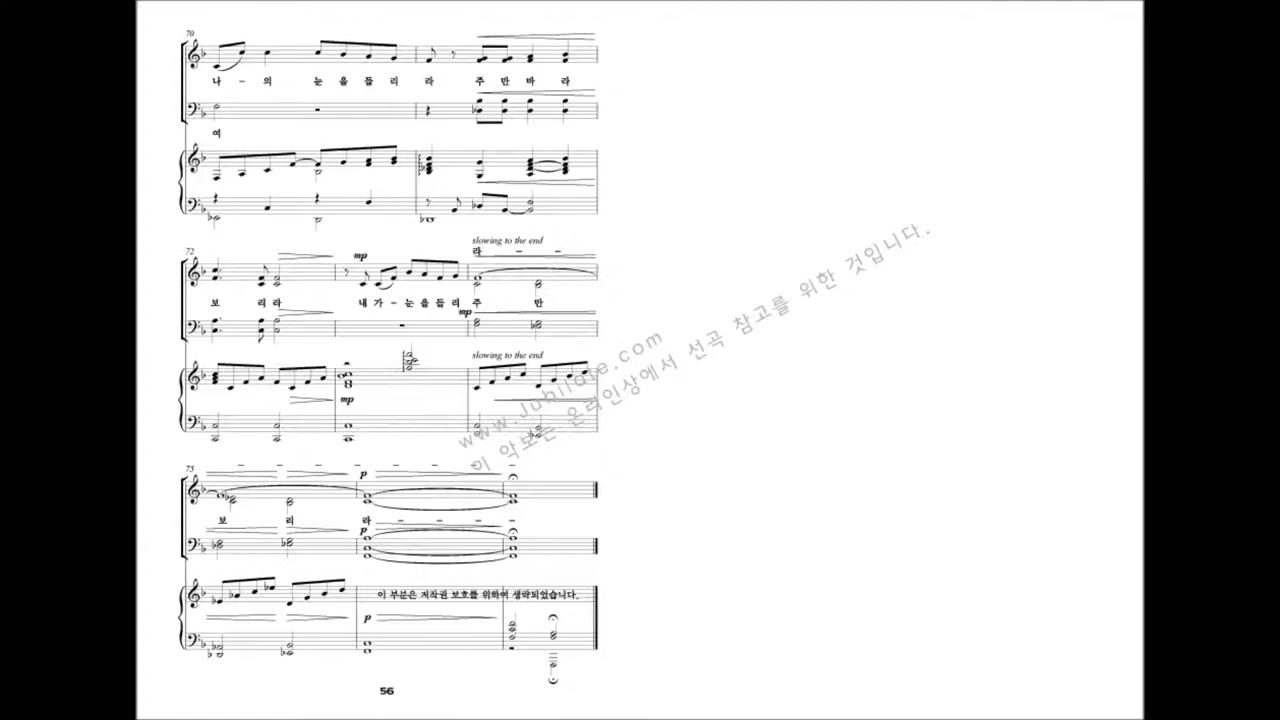 70
나 - 의 눈 을 들 리 라 주 만 바 라
여
slowing to the end
72
mp
라 - -
보 리 라 내 가 - 눈 을 들 리 주 만
mp
slowing to the end
mp
www.Jubilate.com
이 악보는 온라인상에서 선곡 참고를 위한 것입니다.
75
- - - - - - - -
p
보 리 라 - - - -
p
이 부분은 저작권 보호를 위하여 생략되었습니다.
p
56